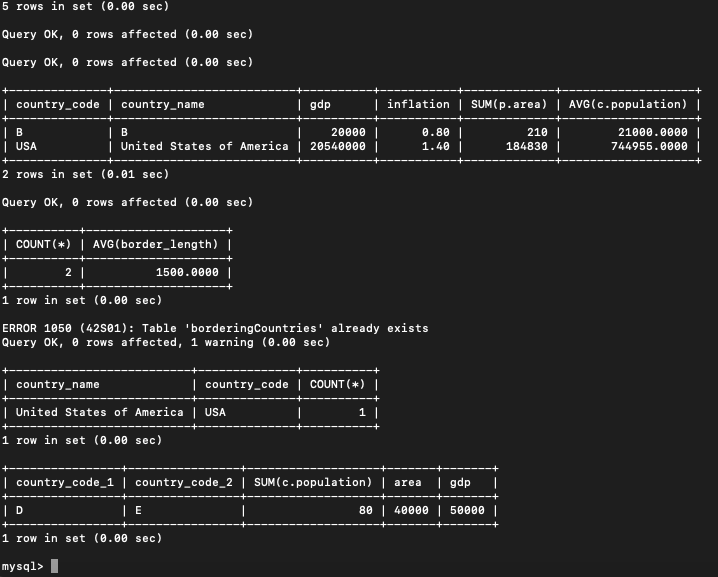 5 rows in set (0.00 sec)
Query OK, 0 rows affected (0.00 sec)
Query OK, 0 rows affected (0.00 sec)
+--------------+--------------------------+----------+-----------+-------------+-------------------+
| country_code | country_name             | gdp      | inflation | SUM(p.area) | AVG(c.population) |
+--------------+--------------------------+----------+-----------+-------------+-------------------+
| B            | B                        |    20000 |      0.80 |         210 |        21000.0000 |
| USA          | United States of America | 20540000 |      1.40 |      184830 |       744955.0000 |
+--------------+--------------------------+----------+-----------+-------------+-------------------+
2 rows in set (0.01 sec)
Query OK, 0 rows affected (0.00 sec)
+----------+--------------------+
| COUNT(*) | AVG(border_length) |
+----------+--------------------+
|        2 |          1500.0000 |
+----------+--------------------+
1 row in set (0.00 sec)
ERROR 1050 (42S01): Table 'borderingCountries' already exists
Query OK, 0 rows affected, 1 warning (0.00 sec)
+--------------------------+--------------+----------+
| country_name             | country_code | COUNT(*) |
+--------------------------+--------------+----------+
| United States of America | USA          |        1 |
+--------------------------+--------------+----------+
1 row in set (0.00 sec)
+----------------+----------------+-------------------+-------+-------+
| country_code_1 | country_code_2 | SUM(c.population) | area  | gdp   |
+----------------+----------------+-------------------+-------+-------+
| D              | E              |                80 | 40000 | 50000 |
+----------------+----------------+-------------------+-------+-------+
1 row in set (0.00 sec)
mysql>